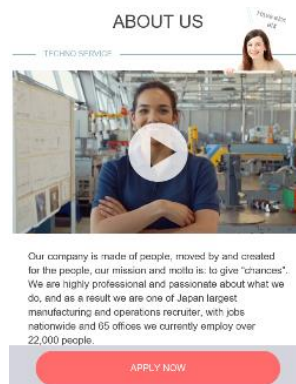 ABOUT US
TECHNO SERVICE
Our company is made of people, moved by and created
for the people, our mission and motto is: to give "chances".
We are highly professional and passionate about what we
do, and as a result we are one of Japan largest
manufacturing and operations recruiter, with jobs
nationwide and 65 offices we currently employ over
22,000 people.
APPLY NOW